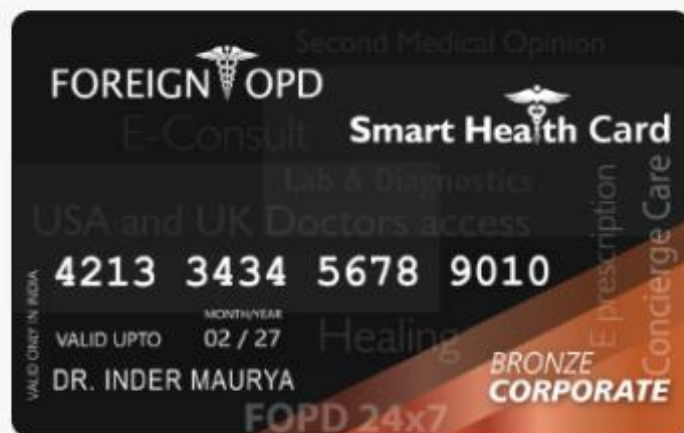 Second Medical Opinion
FOREIGN OPD
E-Consult
Smart Health Card
Lab & Diagnostics
USA and UK Doctors access
4213 3434 5678 9010
MONTH/YEAR
VALID UPTO 02 / 27
Healing
DR. INDER MAURYA
VALID ONLY IN INDIA
E prescription
Concierge Care
BRONZE
CORPORATE
FOPD 24x7